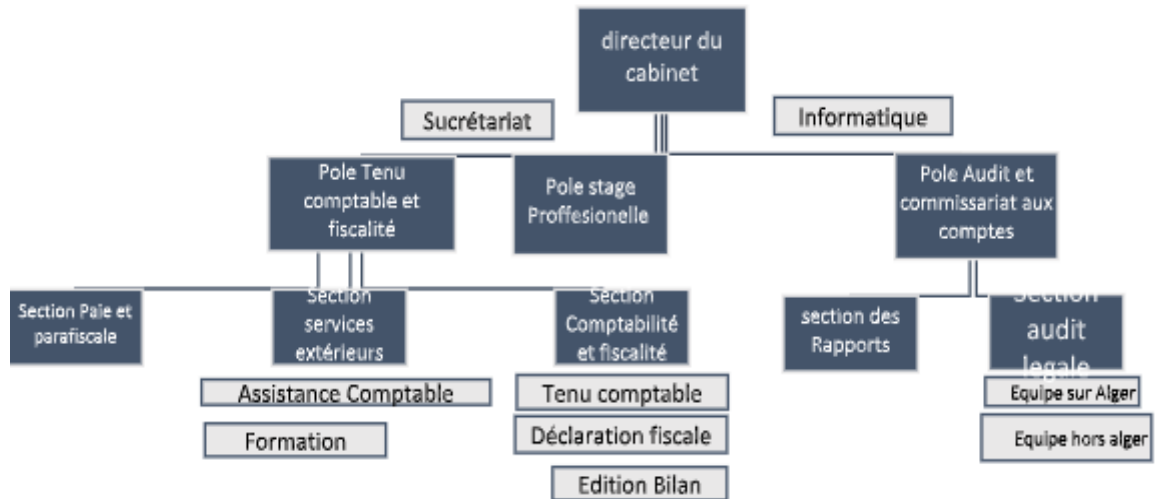 directeur du
cabinet
Sucrétariat
Informatique
Pole Tenu
comptable et
fiscalité
Pole stage
Proffesionelle
Pole Audit et
commissariat aux
comptes
Section Paie et
parafiscale
Section
services
extérieurs
Section
Comptabilité
et fiscalité
section des
Rapports
Section
audit
legale
Assistance Comptable
Formation
Tenu comptable
Déclaration fiscale
Edition Bilan
Equipe sur Alger
Equipe hors alger